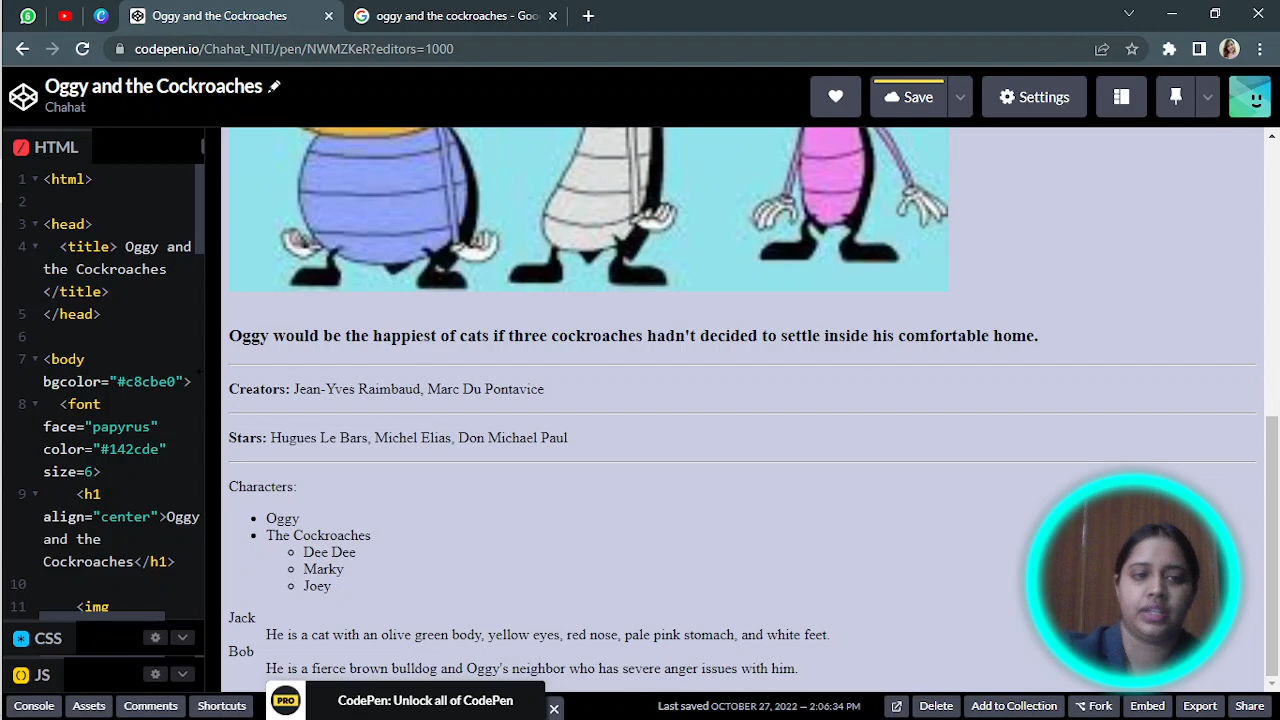 Oggy and the Cockroaches
oggy and the cockroaches - Goo
codepen.io/Chahat_NITJ/pen/NWMZKeR?editors=1000
Oggy and the Cockroaches
Chahat
Save
Settings
HTML
1 <html>
2
3 <head>
4 <title> Oggy and
the Cockroaches
</title>
5 </head>
6
7 <body
bgcolor="#c8cbe0">
8 <font
face="papyrus"
color="#142cde"
size=6>
9 <h1
align="center">Oggy
and the
Cockroaches</h1>
10
11 <img
CSS
JS
Oggy would be the happiest of cats if three cockroaches hadn't decided to settle inside his comfortable home.
Creators: Jean-Yves Raimbaud, Marc Du Pontavice
Stars: Hugues Le Bars, Michel Elias, Don Michael Paul
Characters:
Oggy
The Cockroaches
Dee Dee
Marky
Joey
Jack
He is a cat with an olive green body, yellow eyes, red nose, pale pink stomach, and white feet.
Bob
He is a fierce brown bulldog and Oggy's neighbor who has severe anger issues with him.
Console Assets Comments Shortcuts
PRO CodePen: Unlock all of CodePen
Last saved OCTOBER 27, 2022 — 2:06:34 PM
Delete Add to Collection Fork Embed Export Share